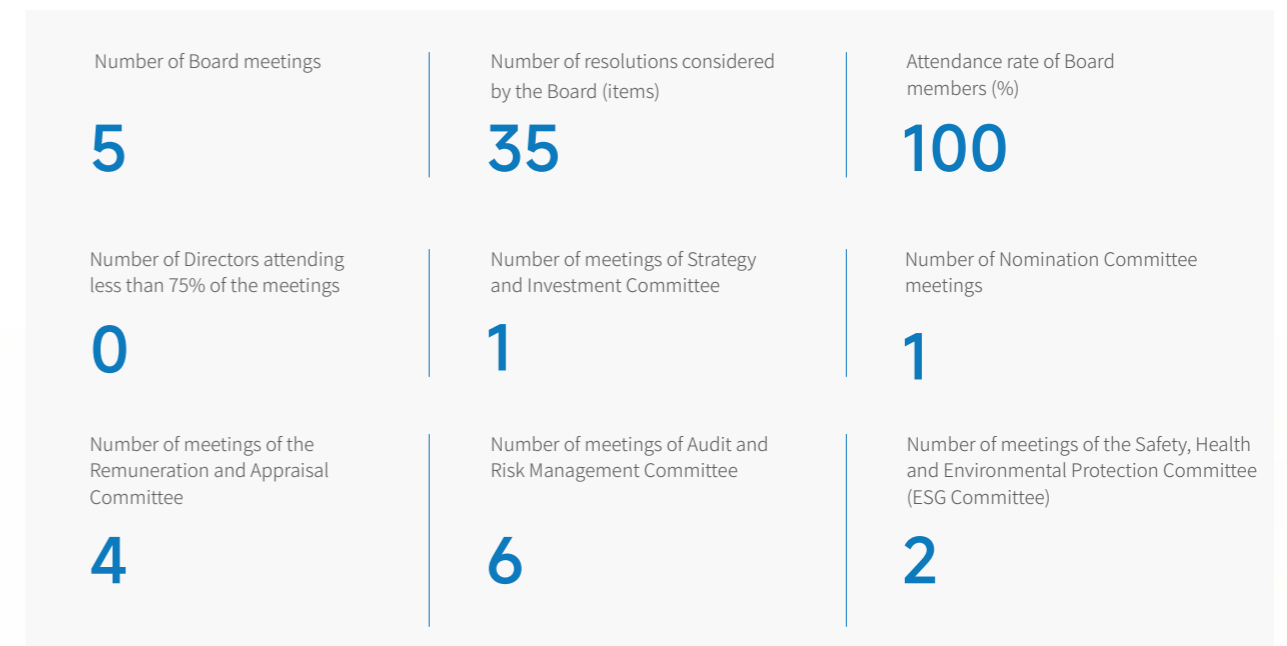 Number of Board meetings
5
Number of resolutions considered
by the Board (items)
35
Attendance rate of Board
members (%)
100
Number of Directors attending
less than 75% of the meetings
0
Number of meetings of Strategy
and Investment Committee
1
Number of Nomination Committee
meetings
1
Number of meetings of the
Remuneration and Appraisal
Committee
4
Number of meetings of Audit and
Risk Management Committee
6
Number of meetings of the Safety, Health
and Environmental Protection Committee
(ESG Committee)
2